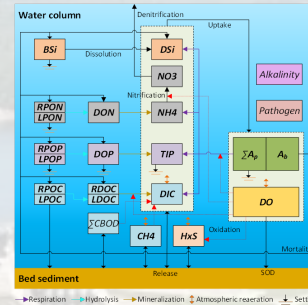 Denitrification
Water column
Uptake
BSi
DSi
Dissolution
NO3
Nitrification
Alkalinity
RPON
LPON
DON
NH4
Pathogen
RPOP
LPOP
DOP
TIP
ΣAp
Ab
RPOC
LPOC
RDOC
LDOC
DIC
DO
ΣCBOD
CH4
HxS
Oxidation
Mortali
Bed sediment
Release
SOD
Respiration
Hydrolysis
Mineralization
Atmospheric reaeration
Sett